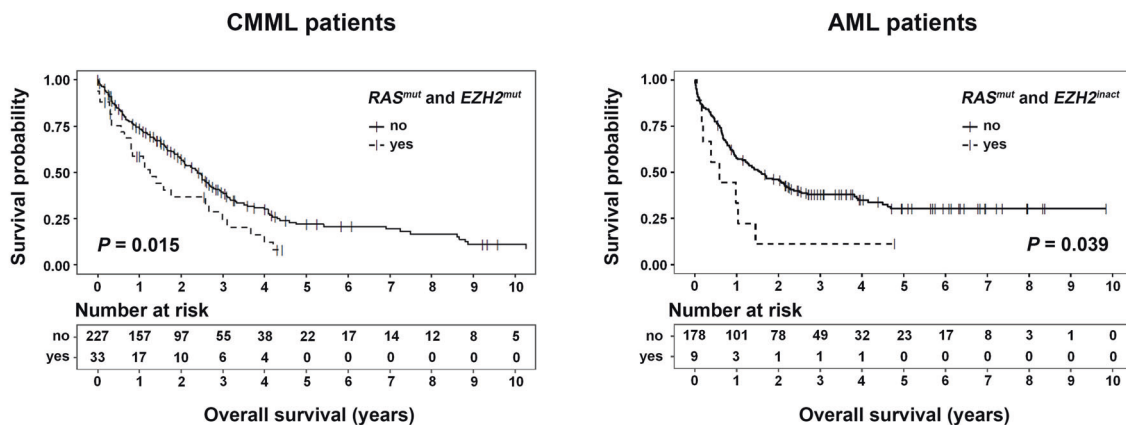 CMML patients
Survival probability
1.00
0.75
0.50
0.25
0.00
RASmut and EZH2mut
no
yes
P = 0.015
0 1 2 3 4 5 6 7 8 9 10
Number at risk
no 227 157 97 55 38 22 17 14 12 8 5
yes 33 17 10 6 4 0 0 0 0 0 0
0 1 2 3 4 5 6 7 8 9 10
Overall survival (years)
AML patients
Survival probability
1.00
0.75
0.50
0.25
0.00
RASmut and EZH2inact
no
yes
P = 0.039
0 1 2 3 4 5 6 7 8 9 10
Number at risk
no 178 101 78 49 32 23 17 8 3 1 0
yes 9 3 1 1 1 0 0 0 0 0 0
0 1 2 3 4 5 6 7 8 9 10
Overall survival (years)